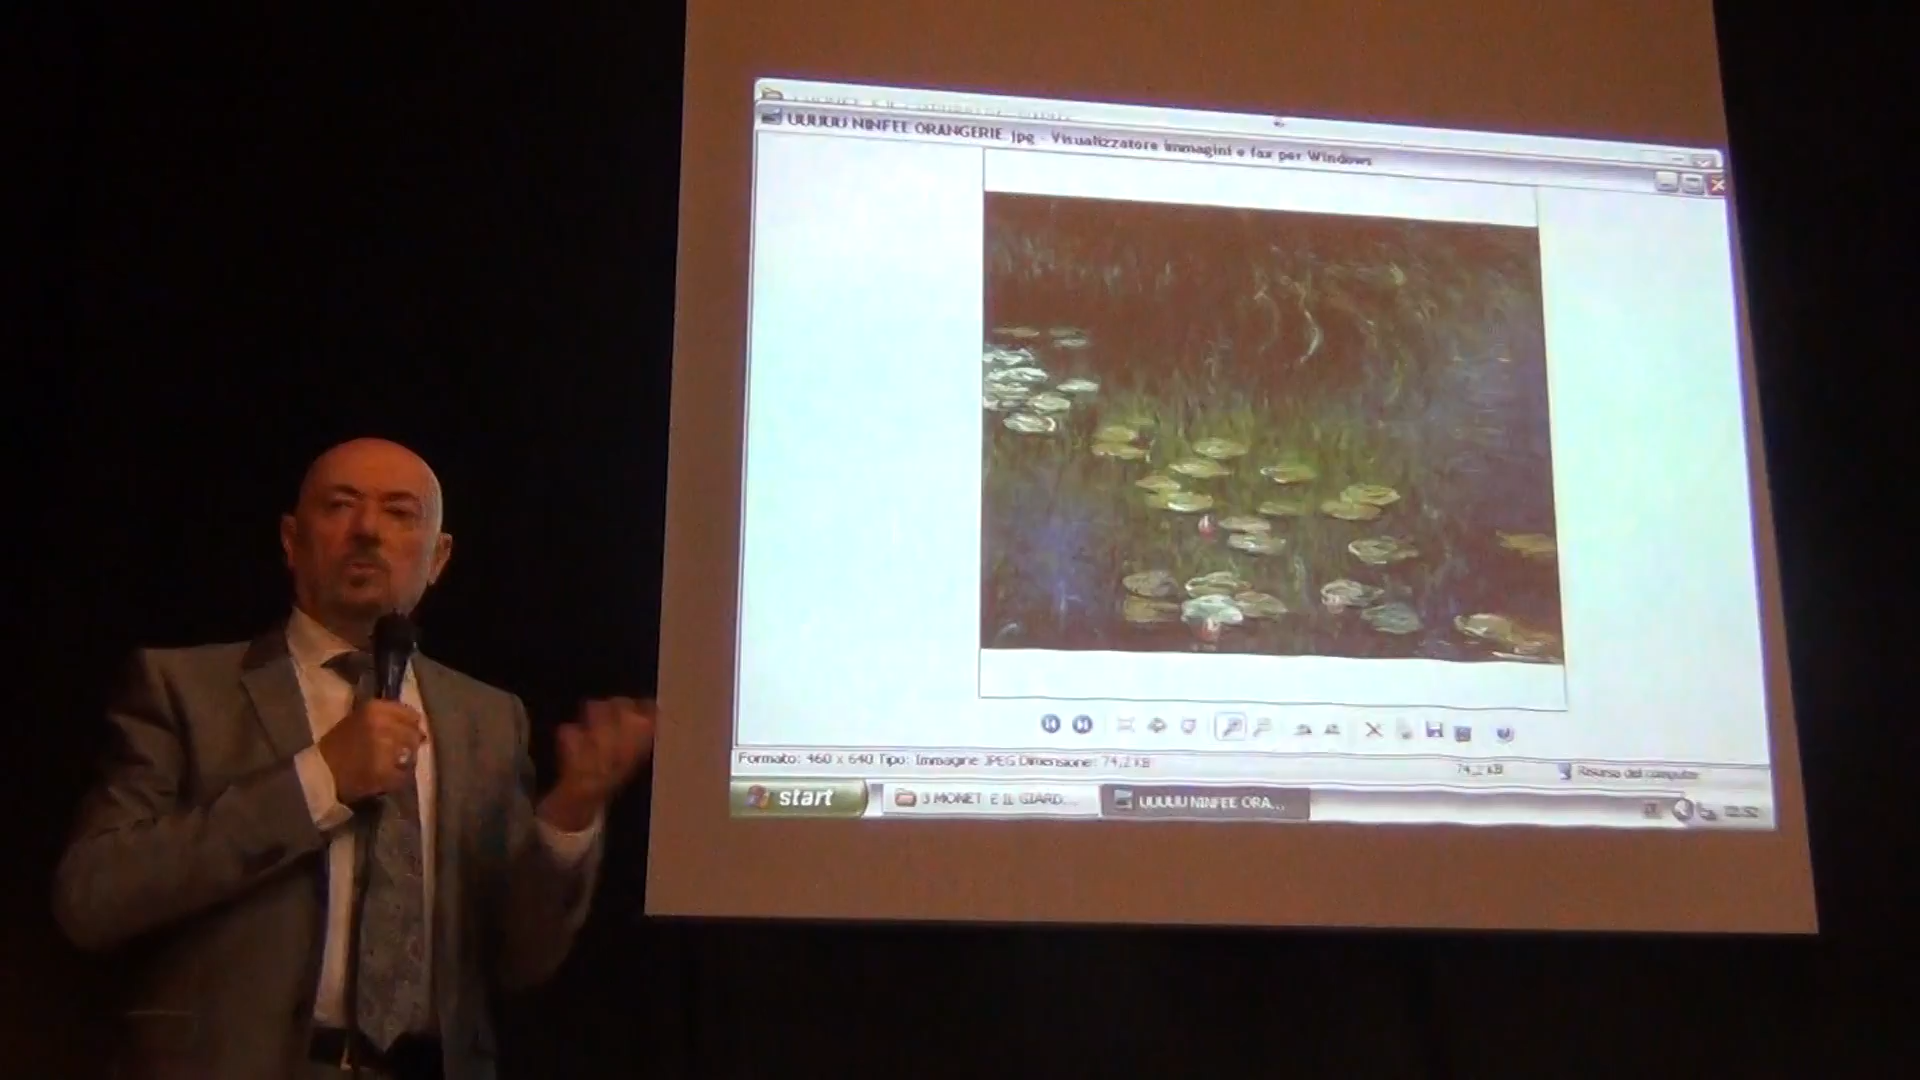 UUUUU NINFEE ORANGERIE.jpg - Visualizzatore immagini e fax per Windows
Formato: 460 x 640 Tipo: Immagine JPEG Dimensione: 74,2 KB
74,2 KB
Risorse del computer
start
3 MONET E IL GIARD...
UUUUU NINFEE ORA...